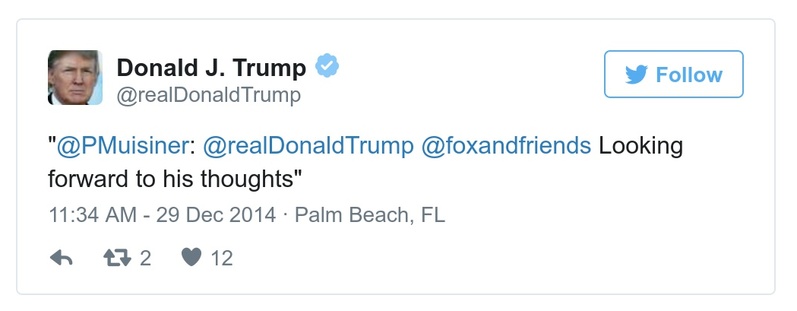 Donald J. Trump
@realDonaldTrump
Follow
"@PMuisiner: @realDonaldTrump @foxandfriends Looking
forward to his thoughts"
11:34 AM - 29 Dec 2014 · Palm Beach, FL
2 12